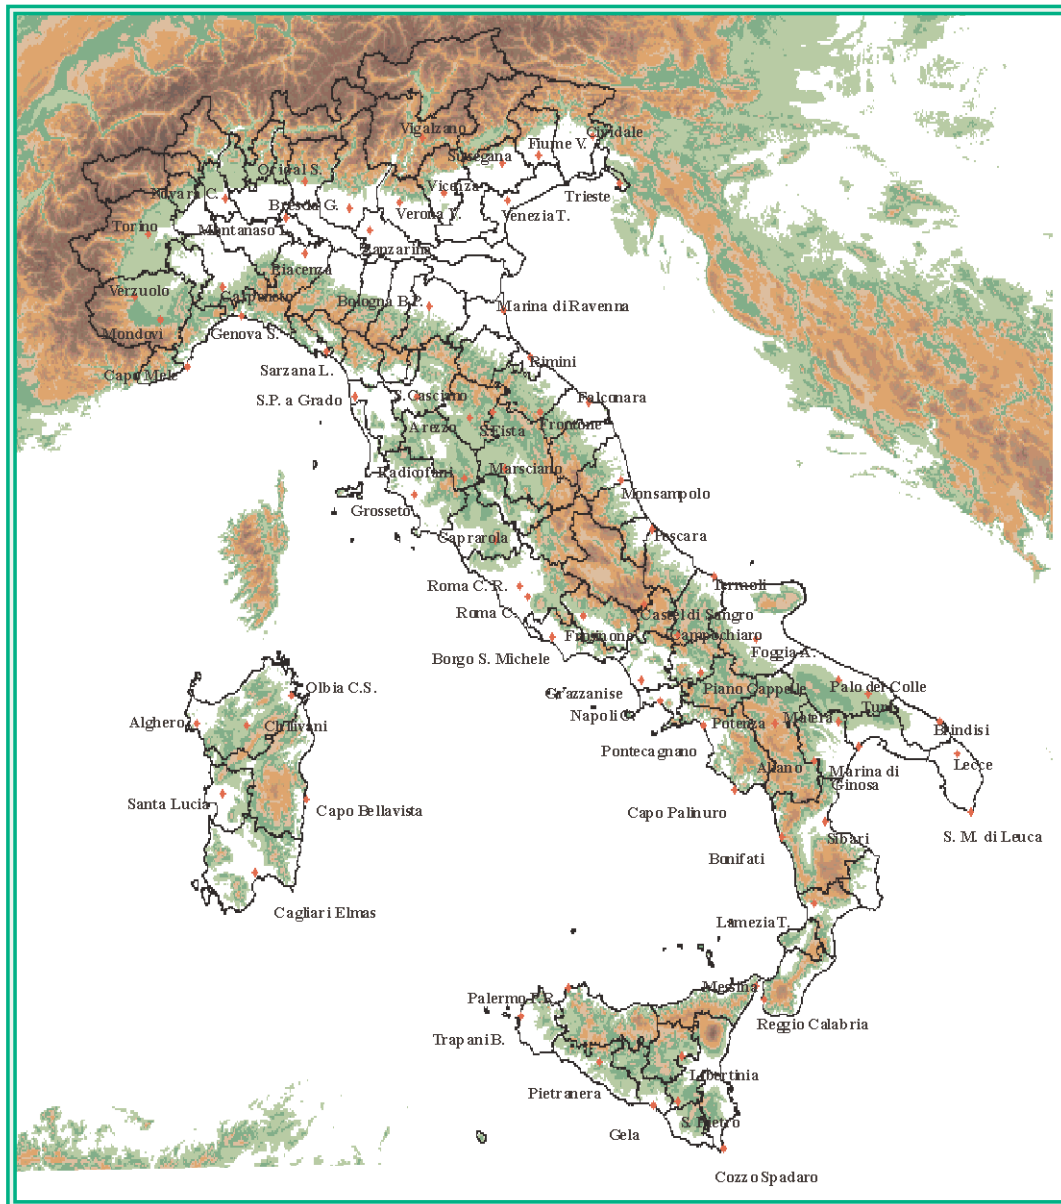 Vigalzano
Cividale
Fiume V.
Susegana
Vicenza
Novara C.
Brescia G.
Verona V.
Venezia T.
Trieste
Torino
Montanaso L.
Zanzarina
Piacenza
Verzuolo
Carpeneto
Bologna B.P.
Marina di Ravenna
Mondovi
Genova S.
Capo Mele
Sarzana L.
Rimini
S.P. a Grado
S.Casciano
Falconara
Arezzo
Frontone
Radicofani
Marsciano
Monsampolo
Grosseto
Caprarola
Pescara
Roma C. R.
Termoli
Roma C.
Castel di Sangro
Frosinone
Campochiaro
Borgo S. Michele
Foggia A.
Olbia C.S.
Grazzanise
Piano Cappelle
Palo del Colle
Alghero
Chilivani
Napoli C.
Potenza
Matera
Turi
Brindisi
Pontecagnano
Aliano
Marina di
Ginosa
Lecce
Santa Lucia
Capo Bellavista
Capo Palinuro
Sibari
S. M. di Leuca
Bonifati
Cagliari Elmas
Lamezia T.
Messina
Palermo P.R.
Reggio Calabria
Trapani B.
Libertinia
Pietranera
S. Pietro
Gela
Cozzo Spadaro